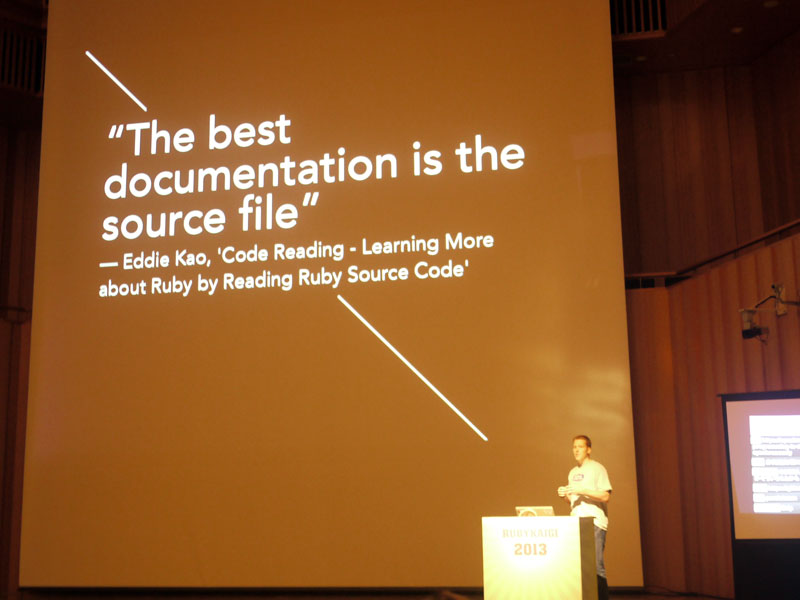 “The best
documentation is the
source file”
— Eddie Kao, 'Code Reading - Learning More
about Ruby by Reading Ruby Source Code'
RUBYKAIGI
2013